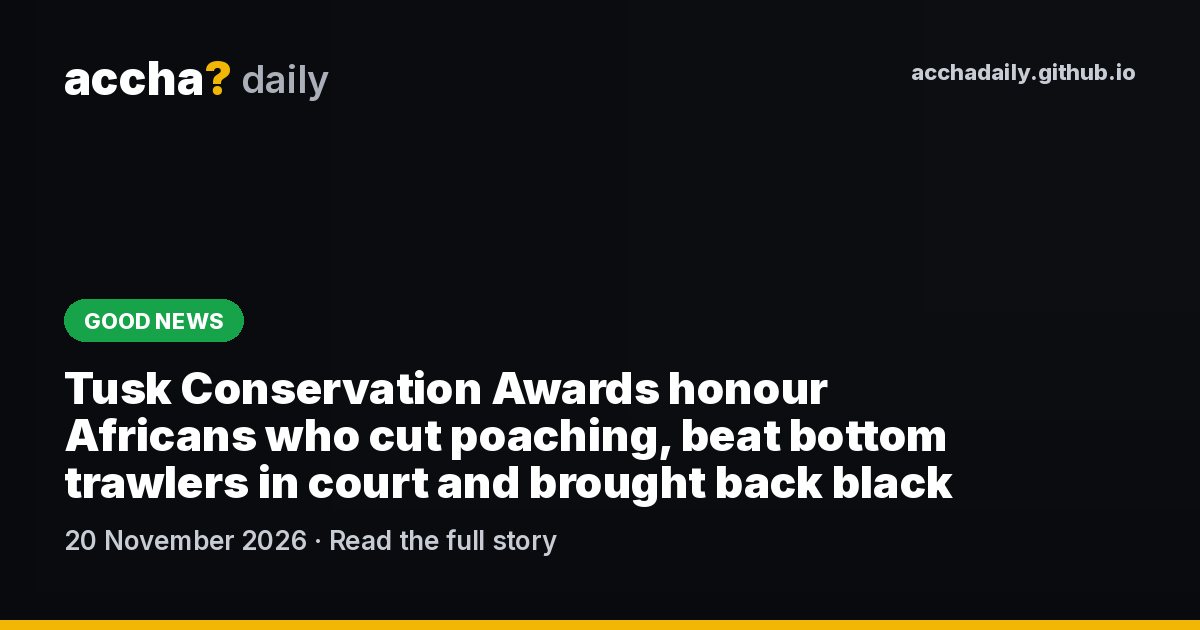 accha? daily
acchadaily.github.io
GOOD NEWS
Tusk Conservation Awards honour
Africans who cut poaching, beat bottom
trawlers in court and brought back black
20 November 2026 · Read the full story